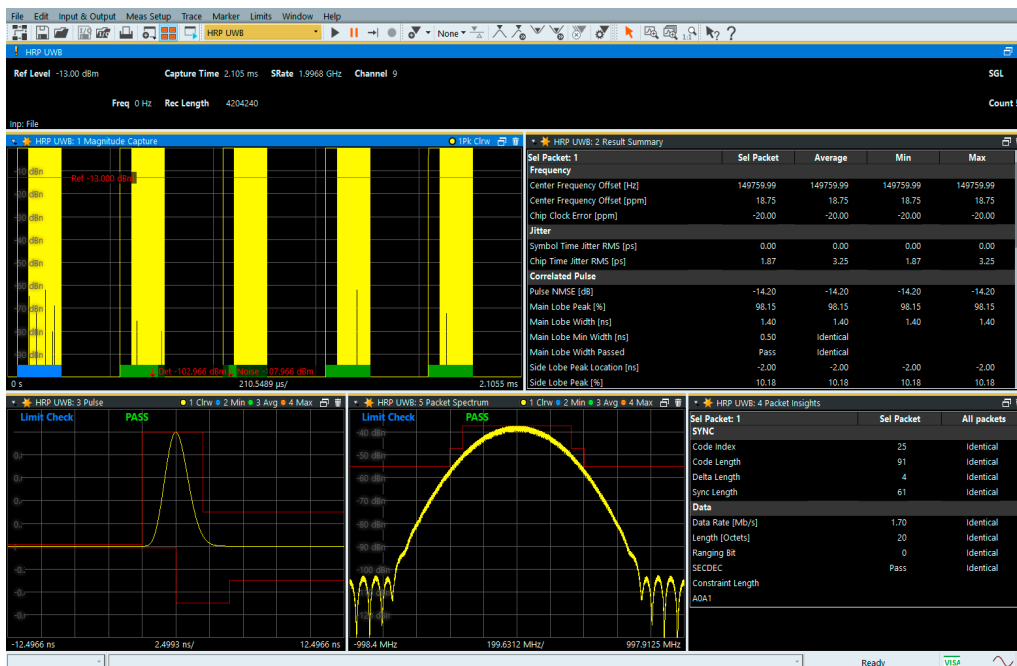 File Edit Input & Output Meas Setup Trace Marker Limits Window Help
HRP UWB None
HRP UWB
Ref Level -13.00 dBm Capture Time 2.105 ms SRate 1.9968 GHz Channel 9 SGL
Freq 0 Hz Rec Length 4204240 Count
Inp: File
HRP UWB: 1 Magnitude Capture 1Pk Clrw
-10 dBm
Ref -13.000 dBm
-20 dBm
-30 dBm
-40 dBm
-50 dBm
-60 dBm
-70 dBm
-80 dBm
-90 dBm
Det -102.966 dBm Noise -107.966 dBm
0 s 210.5489 µs/ 2.1055 ms
HRP UWB: 2 Result Summary
Sel Packet: 1 Sel Packet Average Min Max
Frequency
Center Frequency Offset [Hz] 149759.99 149759.99 149759.99 149759.99
Center Frequency Offset [ppm] 18.75 18.75 18.75 18.75
Chip Clock Error [ppm] -20.00 -20.00 -20.00 -20.00
Jitter
Symbol Time Jitter RMS [ps] 0.00 0.00 0.00 0.00
Chip Time Jitter RMS [ps] 1.87 3.25 1.87 3.25
Correlated Pulse
Pulse NMSE [dB] -14.20 -14.20 -14.20 -14.20
Main Lobe Peak [%] 98.15 98.15 98.15 98.15
Main Lobe Width [ns] 1.40 1.40 1.40 1.40
Main Lobe Min Width [ns] 0.50 Identical
Main Lobe Width Passed Pass Identical
Side Lobe Peak Location [ns] -2.00 -2.00 -2.00 -2.00
Side Lobe Peak [%] 10.18 10.18 10.18 10.18
HRP UWB: 3 Pulse 1 Clrw 2 Min 3 Avg 4 Max
Limit Check PASS
-12.4966 ns 2.4993 ns/ 12.4966 ns
HRP UWB: 5 Packet Spectrum 1 Clrw 2 Min 3 Avg 4 Max
Limit Check PASS
-40 dBm
-50 dBm
-60 dBm
-70 dBm
-80 dBm
-90 dBm
-100 dBm
-998.4 MHz 199.6312 MHz/ 997.9125 MHz
HRP UWB: 4 Packet Insights
Sel Packet: 1 Sel Packet All packets
SYNC
Code Index 25 Identical
Code Length 91 Identical
Delta Length 4 Identical
Sync Length 61 Identical
Data
Data Rate [Mb/s] 1.70 Identical
Length [Octets] 20 Identical
Ranging Bit 0 Identical
SECDEC Pass Identical
Constraint Length
A0A1
Ready VISA